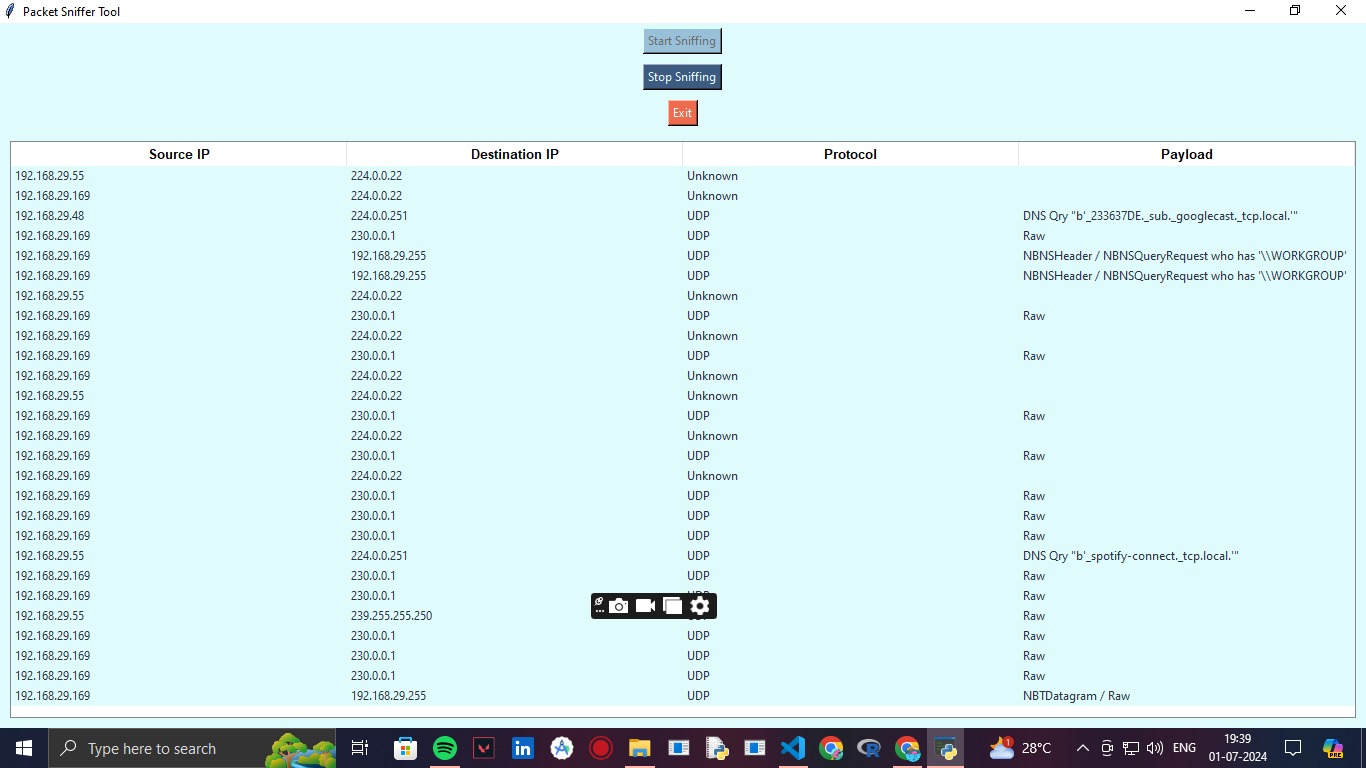 Packet Sniffer Tool
Start Sniffing
Stop Sniffing
Exit
Source IP Destination IP Protocol Payload
192.168.29.55 224.0.0.22 Unknown
192.168.29.169 224.0.0.22 Unknown
192.168.29.48 224.0.0.251 UDP DNS Qry "b'_233637DE._sub._googlecast._tcp.local.'"
192.168.29.169 230.0.0.1 UDP Raw
192.168.29.169 192.168.29.255 UDP NBNSHeader / NBNSQueryRequest who has '\\WORKGROUP'
192.168.29.169 192.168.29.255 UDP NBNSHeader / NBNSQueryRequest who has '\\WORKGROUP'
192.168.29.55 224.0.0.22 Unknown
192.168.29.169 230.0.0.1 UDP Raw
192.168.29.169 224.0.0.22 Unknown
192.168.29.169 230.0.0.1 UDP Raw
192.168.29.169 224.0.0.22 Unknown
192.168.29.55 224.0.0.22 Unknown
192.168.29.169 230.0.0.1 UDP Raw
192.168.29.169 224.0.0.22 Unknown
192.168.29.169 230.0.0.1 UDP Raw
192.168.29.169 224.0.0.22 Unknown
192.168.29.169 230.0.0.1 UDP Raw
192.168.29.169 230.0.0.1 UDP Raw
192.168.29.169 230.0.0.1 UDP Raw
192.168.29.55 224.0.0.251 UDP DNS Qry "b'_spotify-connect._tcp.local.'"
192.168.29.169 230.0.0.1 UDP Raw
192.168.29.169 230.0.0.1 Raw
192.168.29.55 239.255.255.250 Raw
192.168.29.169 230.0.0.1 UDP Raw
192.168.29.169 230.0.0.1 UDP Raw
192.168.29.169 230.0.0.1 UDP Raw
192.168.29.169 192.168.29.255 UDP NBTDatagram / Raw
Type here to search in R 1 28°C ENG 19:39 PRE
01-07-2024